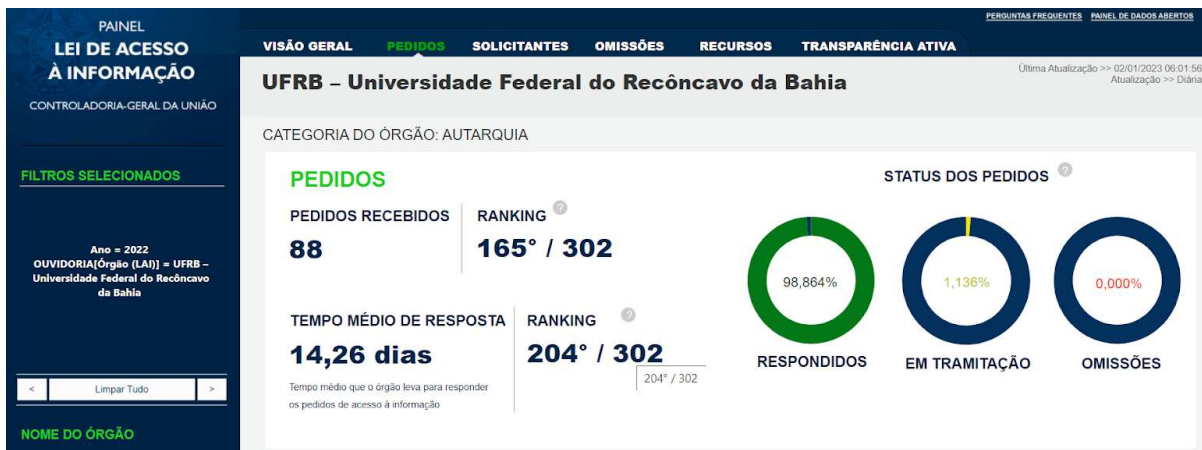 PAINEL
LEI DE ACESSO
À INFORMAÇÃO
CONTROLADORIA-GERAL DA UNIÃO
FILTROS SELECIONADOS
Ano = 2022
OUVIDORIA[Órgão (LAI)] = UFRB –
Universidade Federal do Recôncavo
da Bahia
< Limpar Tudo >
NOME DO ÓRGÃO
PERGUNTAS FREQUENTES PAINEL DE DADOS ABERTOS
VISÃO GERAL PEDIDOS SOLICITANTES OMISSÕES RECURSOS TRANSPARÊNCIA ATIVA
UFRB – Universidade Federal do Recôncavo da Bahia
Última Atualização >> 02/01/2023 06:01:56
Atualização >> Diária
CATEGORIA DO ÓRGÃO: AUTARQUIA
PEDIDOS
PEDIDOS RECEBIDOS
88
RANKING ?
165° / 302
TEMPO MÉDIO DE RESPOSTA
14,26 dias
Tempo médio que o órgão leva para responder
os pedidos de acesso à informação
RANKING ?
204° / 302
204° / 302
STATUS DOS PEDIDOS ?
98,864%
RESPONDIDOS
1,136%
EM TRAMITAÇÃO
0,000%
OMISSÕES